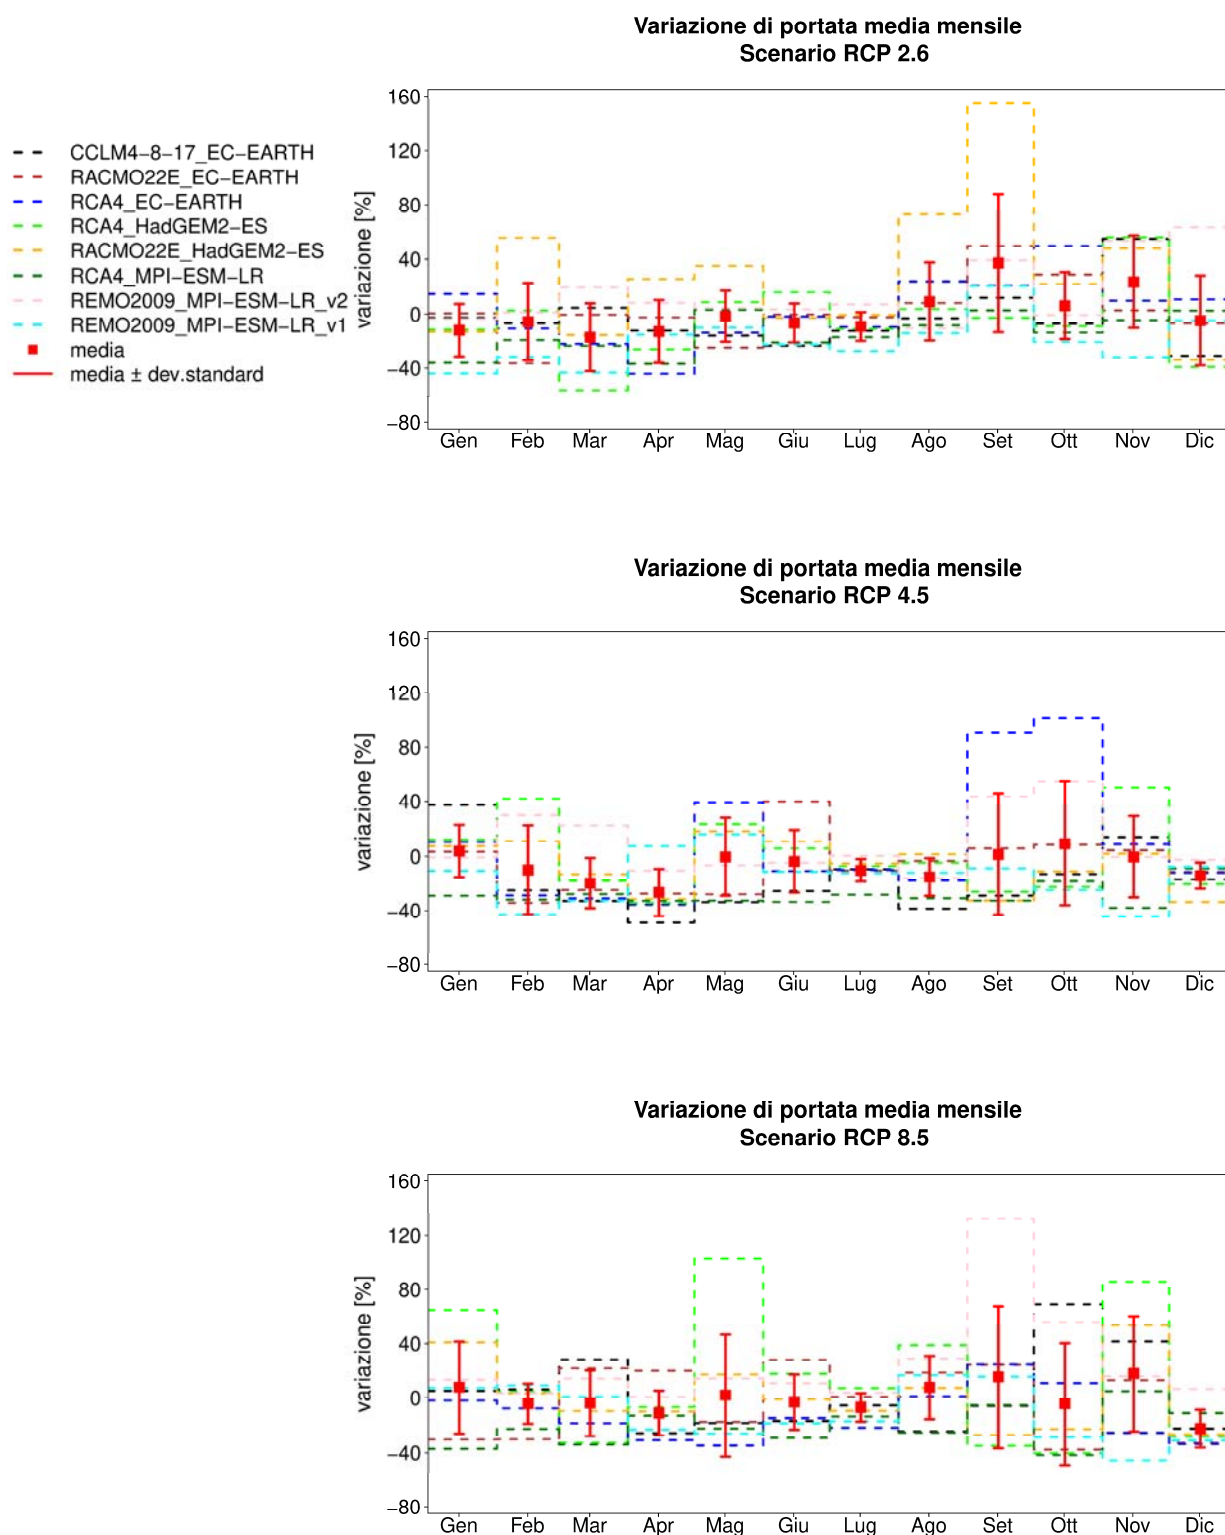 Variazione di portata media mensile
Scenario RCP 2.6
CCLM4−8−17_EC−EARTH
RACMO22E_EC−EARTH
RCA4_EC−EARTH
RCA4_HadGEM2−ES
RACMO22E_HadGEM2−ES
RCA4_MPI−ESM−LR
REMO2009_MPI−ESM−LR_v2
REMO2009_MPI−ESM−LR_v1
media
media ± dev.standard
variazione [%]
160
120
80
40
0
−40
−80
Gen Feb Mar Apr Mag Giu Lug Ago Set Ott Nov Dic
Variazione di portata media mensile
Scenario RCP 4.5
variazione [%]
160
120
80
40
0
−40
−80
Gen Feb Mar Apr Mag Giu Lug Ago Set Ott Nov Dic
Variazione di portata media mensile
Scenario RCP 8.5
variazione [%]
160
120
80
40
0
−40
−80
Gen Feb Mar Apr Mag Giu Lug Ago Set Ott Nov Dic